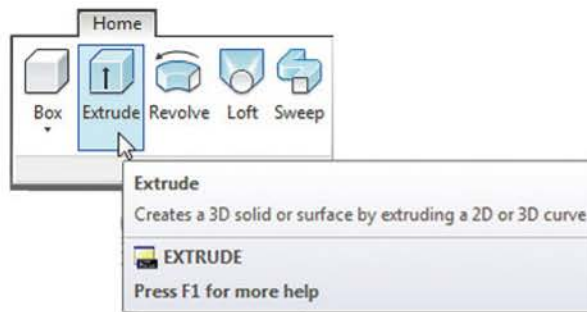 Home
Box Extrude Revolve Loft Sweep
Extrude
Creates a 3D solid or surface by extruding a 2D or 3D curve
EXTRUDE
Press F1 for more help